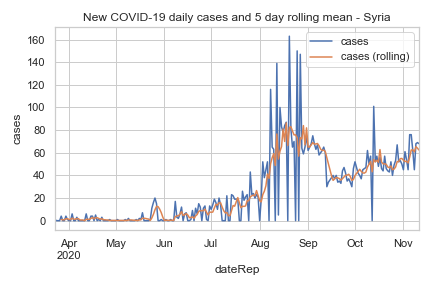 New COVID-19 daily cases and 5 day rolling mean - Syria
cases
cases (rolling)
160
140
120
100
80
60
40
20
0
cases
Apr
2020
May
Jun
Jul
Aug
Sep
Oct
Nov
dateRep